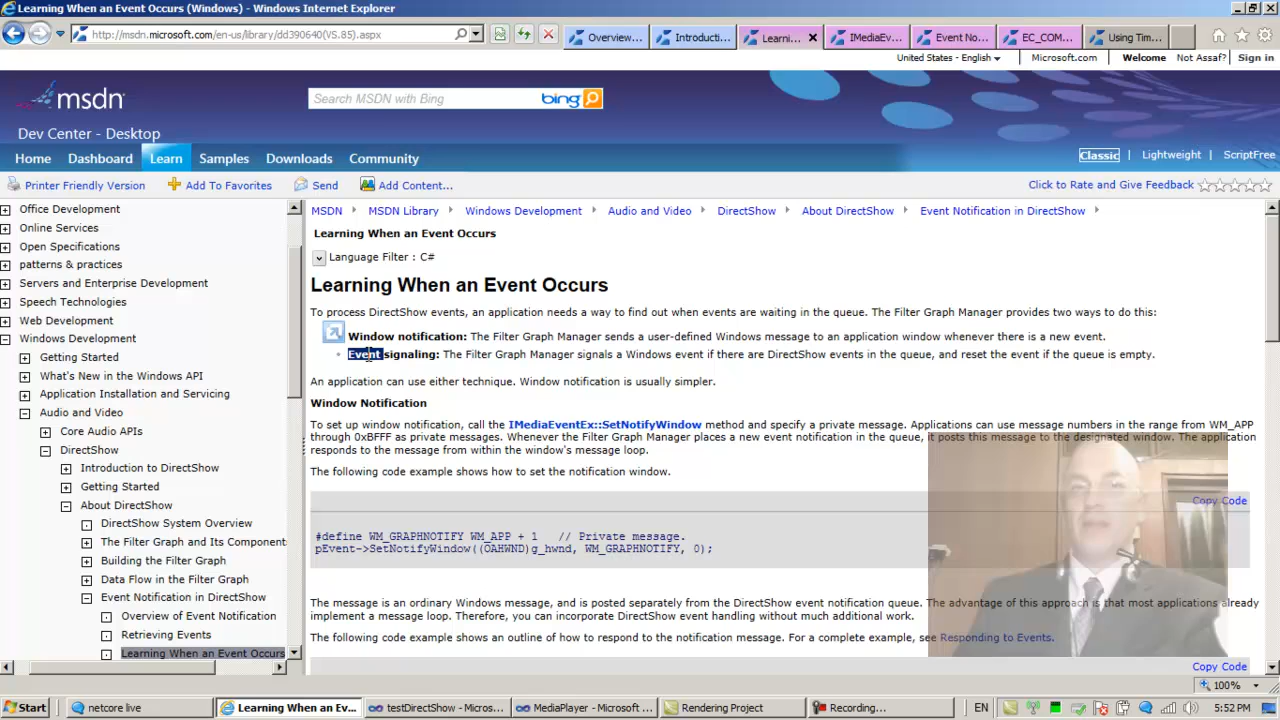 Learning When an Event Occurs (Windows) - Windows Internet Explorer
http://msdn.microsoft.com/en-us/library/dd390640(VS.85).aspx
Overview...
Introducti...
Learni...
IMediaEv...
Event No...
EC_COM...
Using Tim...
United States - English
Microsoft.com
Welcome
Not Assaf?
Sign in
msdn
Search MSDN with Bing
bing
Dev Center - Desktop
Home
Dashboard
Learn
Samples
Downloads
Community
Classic | Lightweight | ScriptFree
Printer Friendly Version
Add To Favorites
Send
Add Content...
Click to Rate and Give Feedback
Office Development
Online Services
Open Specifications
patterns & practices
Servers and Enterprise Development
Speech Technologies
Web Development
Windows Development
Getting Started
What's New in the Windows API
Application Installation and Servicing
Audio and Video
Core Audio APIs
DirectShow
Introduction to DirectShow
Getting Started
About DirectShow
DirectShow System Overview
The Filter Graph and Its Component
Building the Filter Graph
Data Flow in the Filter Graph
Event Notification in DirectShow
Overview of Event Notification
Retrieving Events
Learning When an Event Occurs
MSDN
MSDN Library
Windows Development
Audio and Video
DirectShow
About DirectShow
Event Notification in DirectShow
Learning When an Event Occurs
Language Filter : C#
Learning When an Event Occurs
To process DirectShow events, an application needs a way to find out when events are waiting in the queue. The Filter Graph Manager provides two ways to do this:
Window notification: The Filter Graph Manager sends a user-defined Windows message to an application window whenever there is a new event.
Event signaling: The Filter Graph Manager signals a Windows event if there are DirectShow events in the queue, and reset the event if the queue is empty.
An application can use either technique. Window notification is usually simpler.
Window Notification
To set up window notification, call the IMediaEventEx::SetNotifyWindow method and specify a private message. Applications can use message numbers in the range from WM_APP
through 0xBFFF as private messages. Whenever the Filter Graph Manager places a new event notification in the queue, it posts this message to the designated window. The application
responds to the message from within the window's message loop.
The following code example shows how to set the notification window.
Copy Code
#define WM_GRAPHNOTIFY WM_APP + 1   // Private message.
pEvent->SetNotifyWindow((OAHWND)g_hwnd, WM_GRAPHNOTIFY, 0);
The message is an ordinary Windows message, and is posted separately from the DirectShow event notification queue. The advantage of this approach is that most applications already
implement a message loop. Therefore, you can incorporate DirectShow event handling without much additional work.
The following code example shows an outline of how to respond to the notification message. For a complete example, see Responding to Events.
Copy Code
100%
Start
netcore live
Learning When an Ev...
testDirectShow - Micros...
MediaPlayer - Microsoft ...
Rendering Project
Recording...
EN
5:52 PM